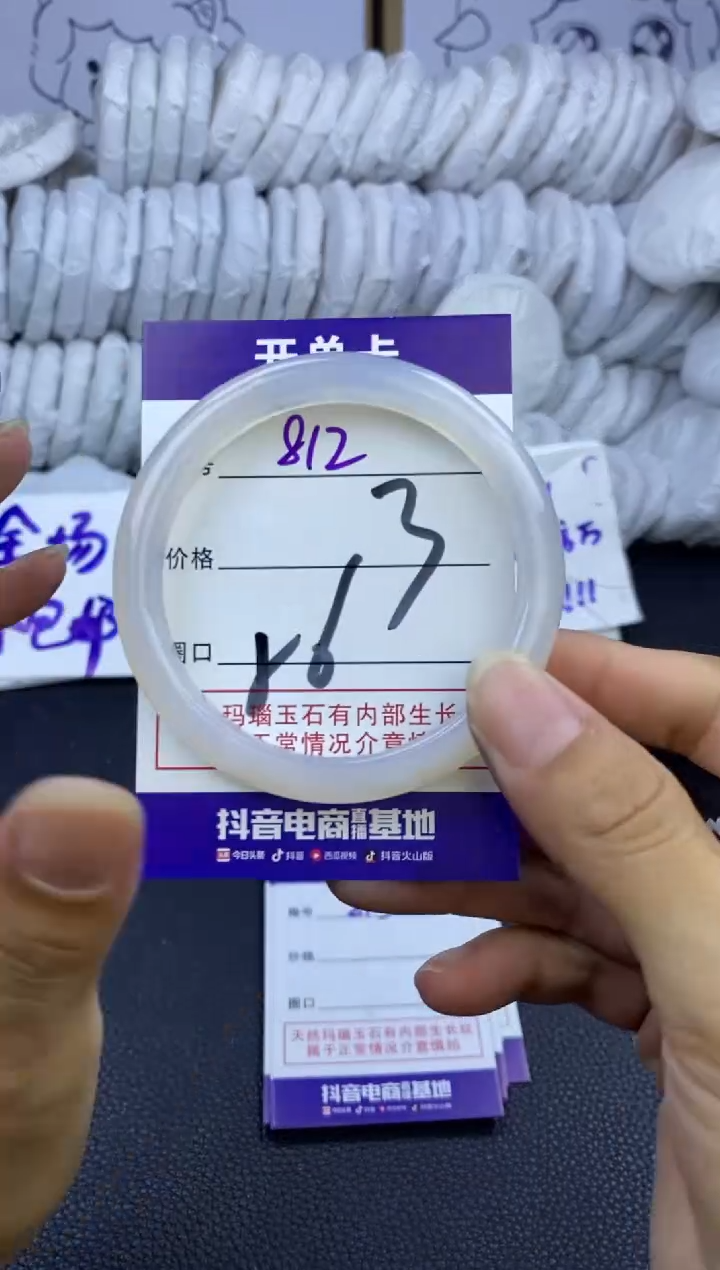 开单卡
812
价格
圈口
玛瑙玉石有内部生长
正常情况介意慎
抖音电商直播基地
今日头条 抖音 西瓜视频 抖音火山版
全场
包邮
万
!!!
编号
价格
圈口
天然玛瑙玉石有内部生长纹
属于正常情况介意慎拍
抖音电商直播基地